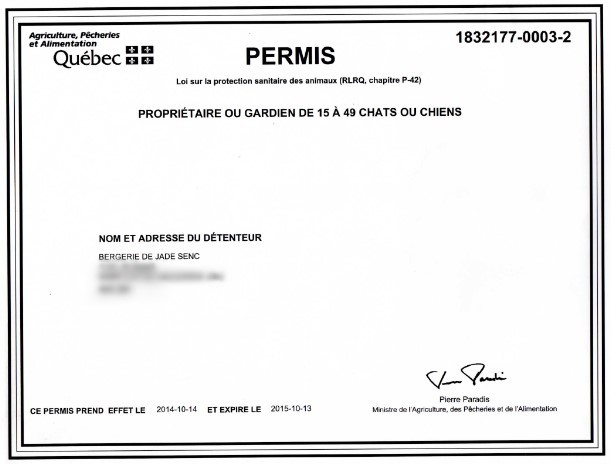 Agriculture, Pêcheries
et Alimentation
Québec
1832177-0003-2
PERMIS
Loi sur la protection sanitaire des animaux (RLRQ, chapitre P-42)
PROPRIÉTAIRE OU GARDIEN DE 15 À 49 CHATS OU CHIENS
NOM ET ADRESSE DU DÉTENTEUR
BERGERIE DE JADE SENC
Pierre Paradis
Ministre de l'Agriculture, des Pêcheries et de l'Alimentation
CE PERMIS PREND EFFET LE 2014-10-14 ET EXPIRE LE 2015-10-13